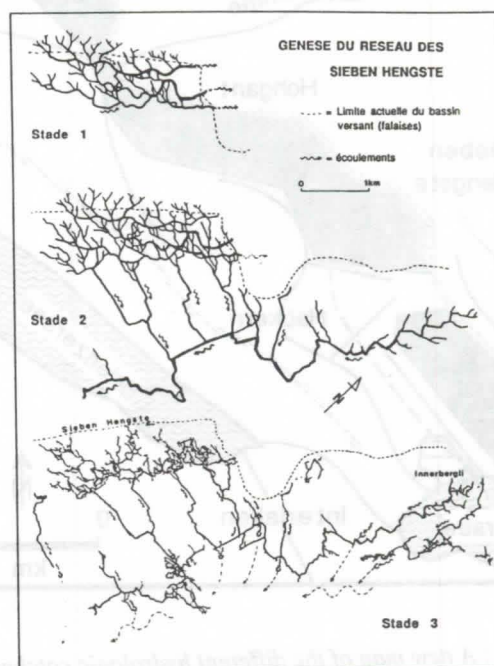 GENESE DU RESEAU DES
SIEBEN HENGSTE
---- = Limite actuelle du bassin
versant (falaises)
= écoulements
0 1km
Stade 1
Stade 2
N
Sieben Hengste
Innerbergli
Stade 3